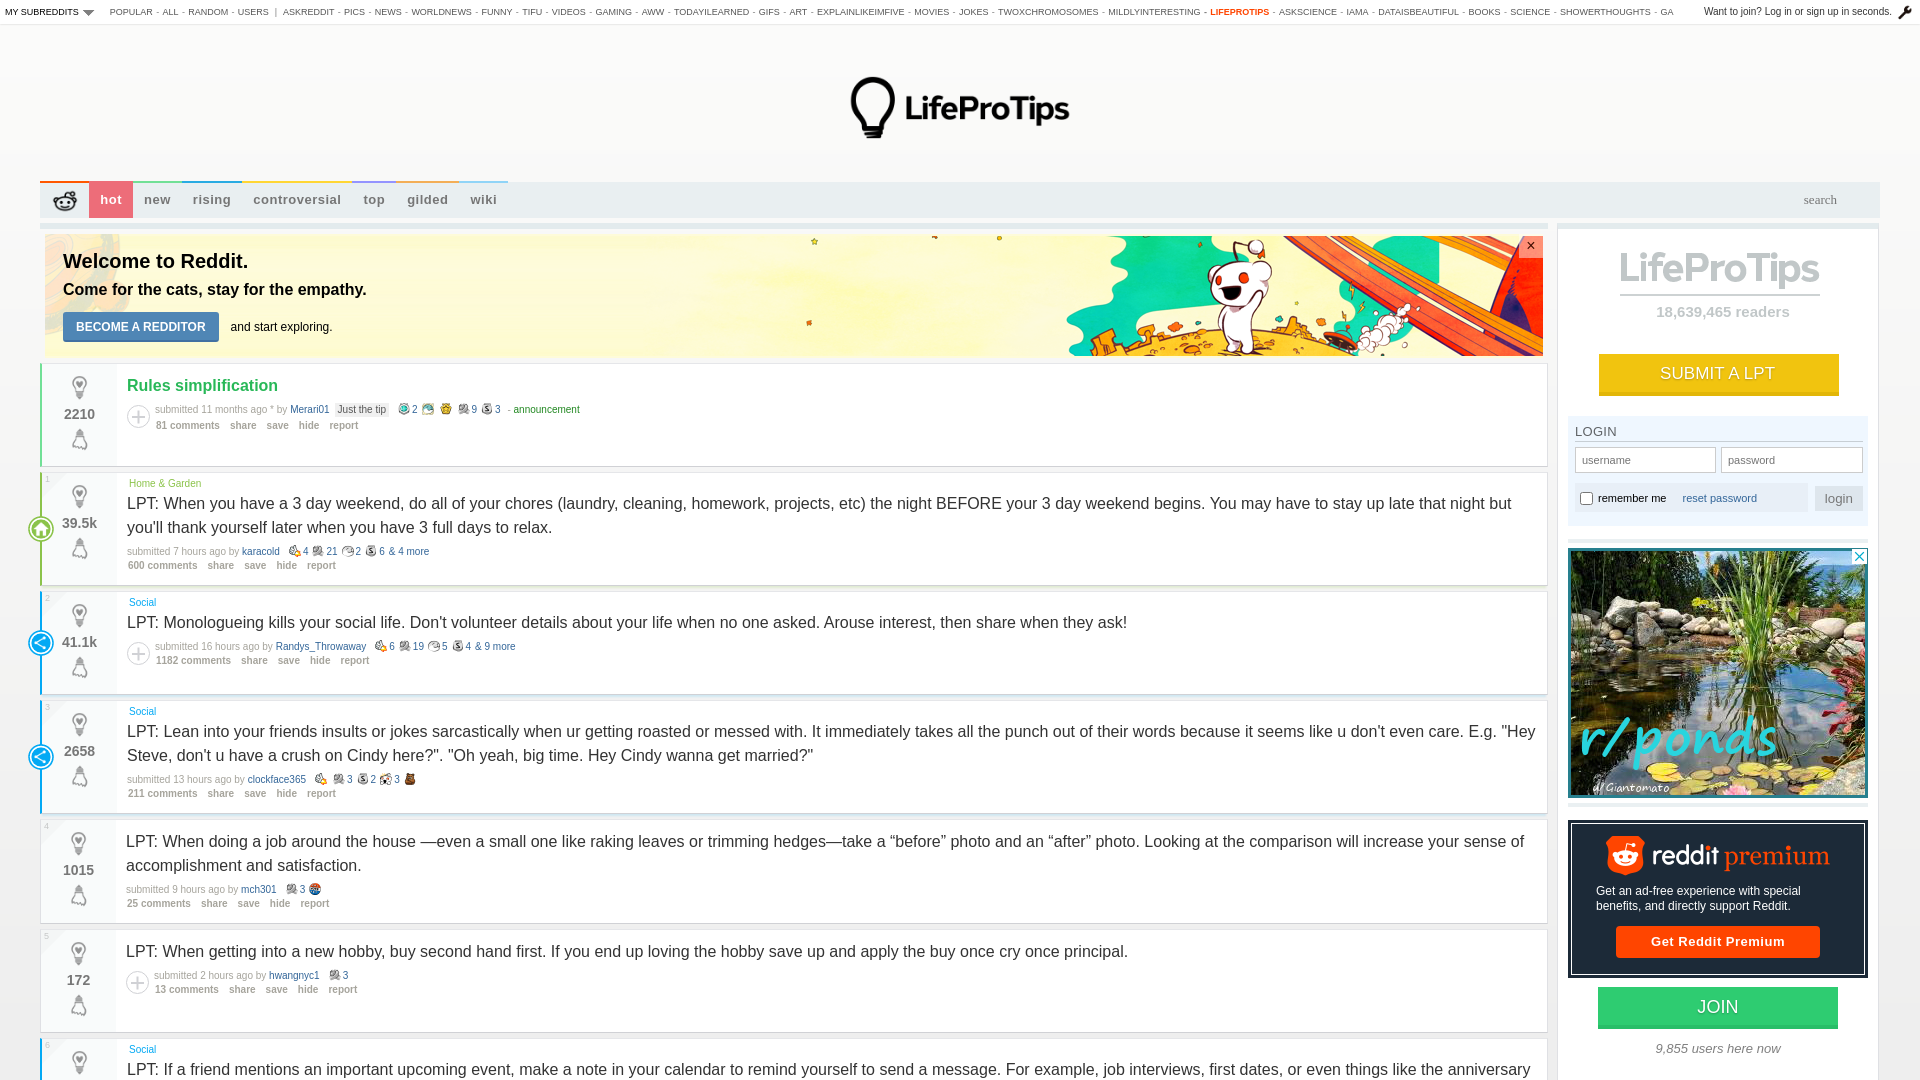 MY SUBREDDITS POPULAR - ALL - RANDOM - USERS | ASKREDDIT - PICS - NEWS - WORLDNEWS - FUNNY - TIFU - VIDEOS - GAMING - AWW - TODAYILEARNED - GIFS - ART - EXPLAINLIKEIMFIVE - MOVIES - JOKES - TWOXCHROMOSOMES - MILDLYINTERESTING - LIFEPROTIPS - ASKSCIENCE - IAMA - DATAISBEAUTIFUL - BOOKS - SCIENCE - SHOWERTHOUGHTS - GA Want to join? Log in or sign up in seconds.
LifeProTips
hot new rising controversial top gilded wiki search
Welcome to Reddit.
Come for the cats, stay for the empathy.
BECOME A REDDITOR and start exploring.
×
Rules simplification
2210
submitted 11 months ago * by Merari01 Just the tip 2 9 3 - announcement
81 comments share save hide report
1
Home & Garden
LPT: When you have a 3 day weekend, do all of your chores (laundry, cleaning, homework, projects, etc) the night BEFORE your 3 day weekend begins. You may have to stay up late that night but
you'll thank yourself later when you have 3 full days to relax.
39.5k
submitted 7 hours ago by karacold 4 21 2 6 & 4 more
600 comments share save hide report
2
Social
LPT: Monologueing kills your social life. Don't volunteer details about your life when no one asked. Arouse interest, then share when they ask!
41.1k
submitted 16 hours ago by Randys_Throwaway 6 19 5 4 & 9 more
1182 comments share save hide report
3
Social
LPT: Lean into your friends insults or jokes sarcastically when ur getting roasted or messed with. It immediately takes all the punch out of their words because it seems like u don't even care. E.g. "Hey
Steve, don't u have a crush on Cindy here?". "Oh yeah, big time. Hey Cindy wanna get married?"
2658
submitted 13 hours ago by clockface365 3 2 3
211 comments share save hide report
4
LPT: When doing a job around the house —even a small one like raking leaves or trimming hedges—take a “before” photo and an “after” photo. Looking at the comparison will increase your sense of
accomplishment and satisfaction.
1015
submitted 9 hours ago by mch301 3
25 comments share save hide report
5
LPT: When getting into a new hobby, buy second hand first. If you end up loving the hobby save up and apply the buy once cry once principal.
172
submitted 2 hours ago by hwangnyc1 3
13 comments share save hide report
6
Social
LPT: If a friend mentions an important upcoming event, make a note in your calendar to remind yourself to send a message. For example, job interviews, first dates, or even things like the anniversary
LifeProTips
18,639,465 readers
SUBMIT A LPT
LOGIN
username password
remember me reset password login
r/ponds
d/Giantomato
reddit premium
Get an ad-free experience with special
benefits, and directly support Reddit.
Get Reddit Premium
JOIN
9,855 users here now